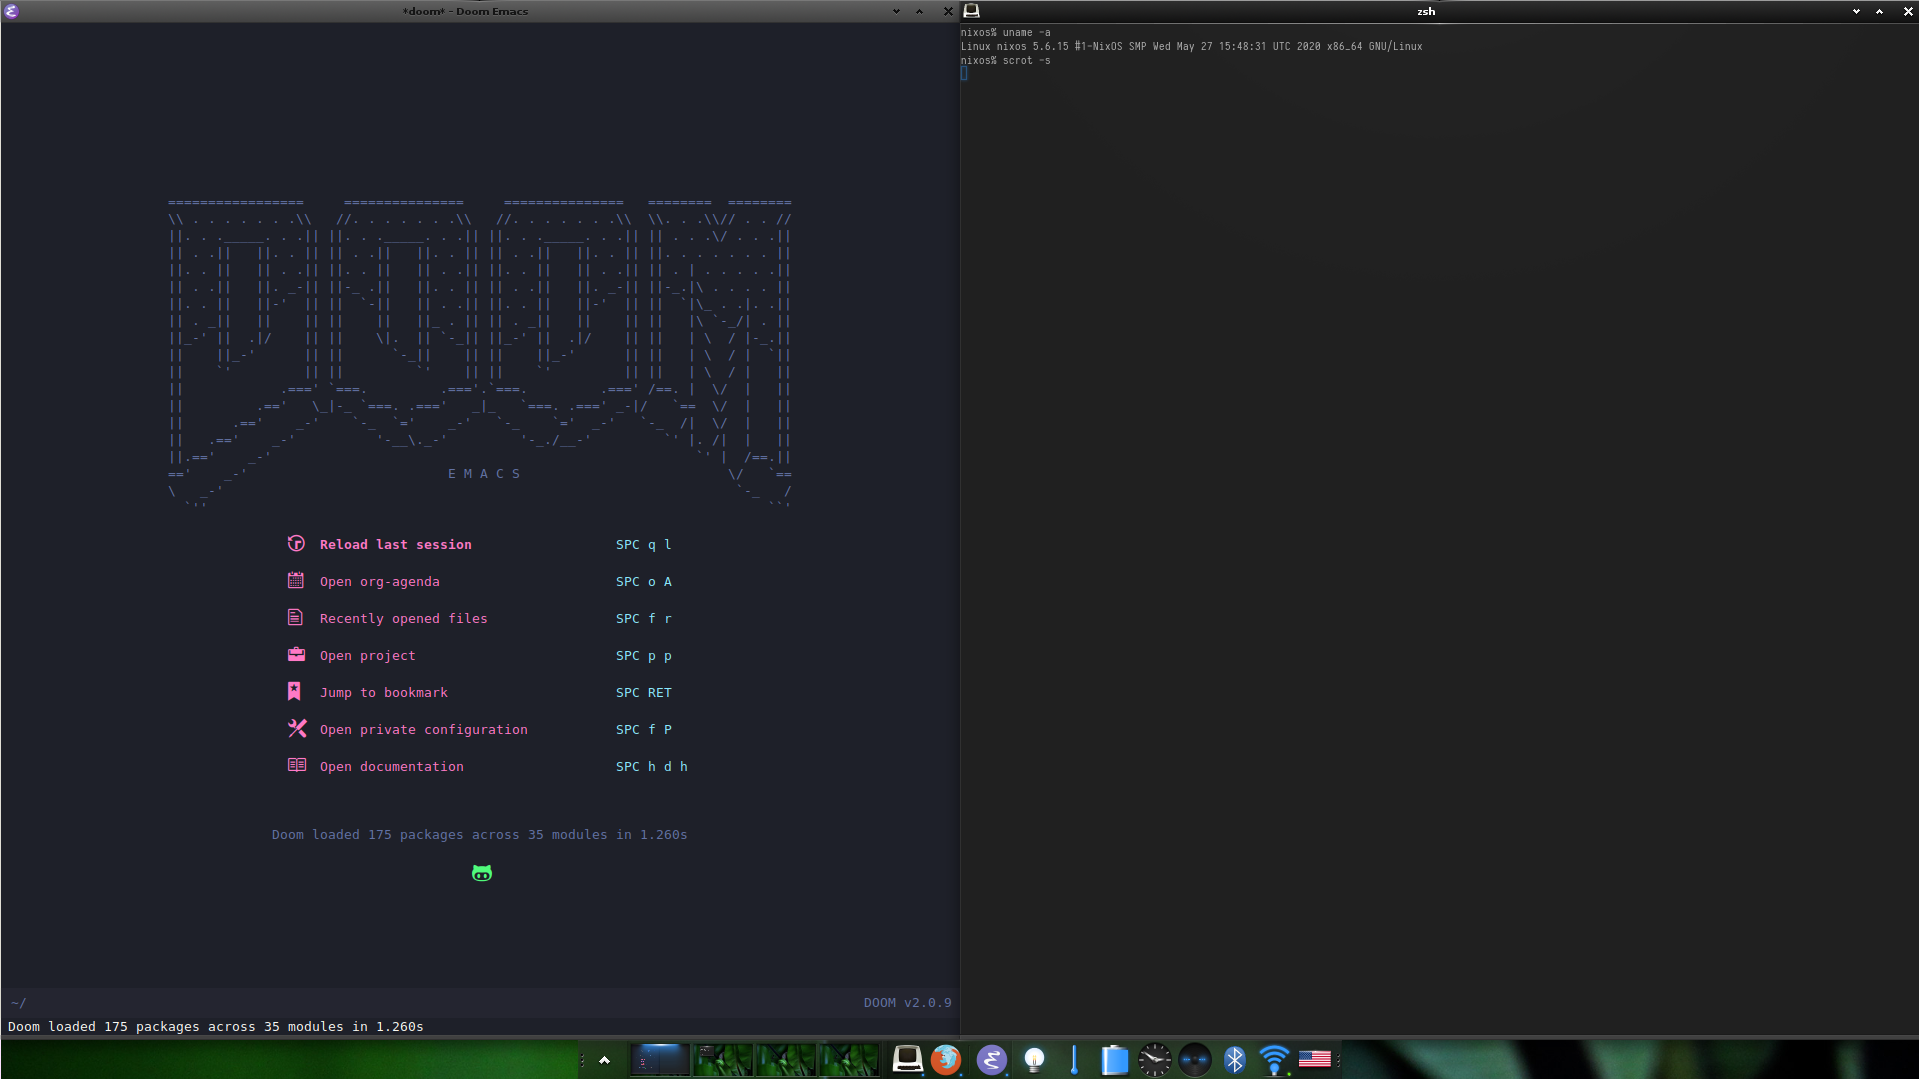 *doom* - Doom Emacs
E M A C S
Reload last session SPC q l
Open org-agenda SPC o A
Recently opened files SPC f r
Open project SPC p p
Jump to bookmark SPC RET
Open private configuration SPC f P
Open documentation SPC h d h
Doom loaded 175 packages across 35 modules in 1.260s
~/ DOOM v2.0.9
Doom loaded 175 packages across 35 modules in 1.260s
zsh
nixos% uname -a
Linux nixos 5.6.15 #1-NixOS SMP Wed May 27 15:48:31 UTC 2020 x86_64 GNU/Linux
nixos% scrot -s